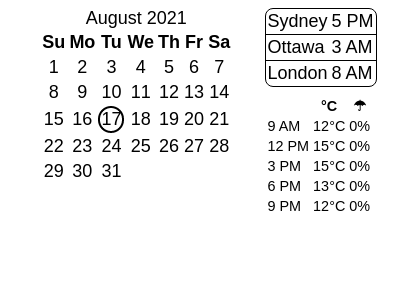 August 2021
Su Mo Tu We Th Fr Sa
1 2 3 4 5 6 7
8 9 10 11 12 13 14
15 16 17 18 19 20 21
22 23 24 25 26 27 28
29 30 31
Sydney 5 PM
Ottawa 3 AM
London 8 AM
°C ☂
9 AM 12°C 0%
12 PM 15°C 0%
3 PM 15°C 0%
6 PM 13°C 0%
9 PM 12°C 0%